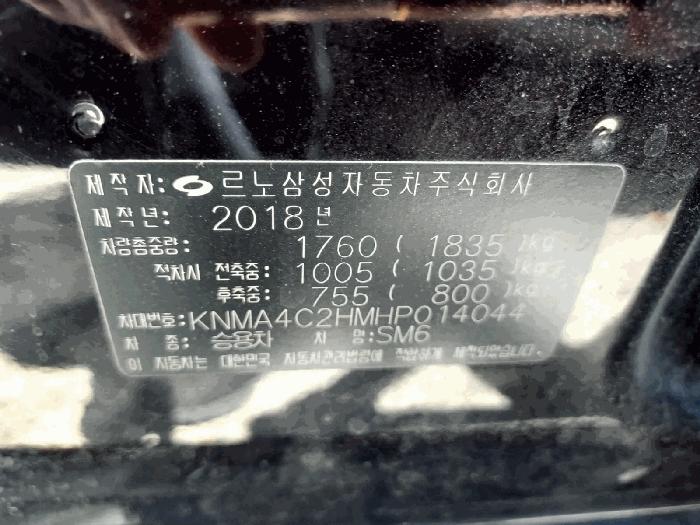 제 작 자: 르노삼성자동차주식회사
제 작 년: 2018 년
차량총중량: 1760 ( 1835 )kg
적차시 전축중: 1005 ( 1035 )kg
후축중: 755 ( 800 )kg
차대번호:KNMA4C2HMHP014044
차 종: 승용차 차 명:SM6
이 자동차는 대한민국 자동차관리법령에 적합하게 제작되었습니다.